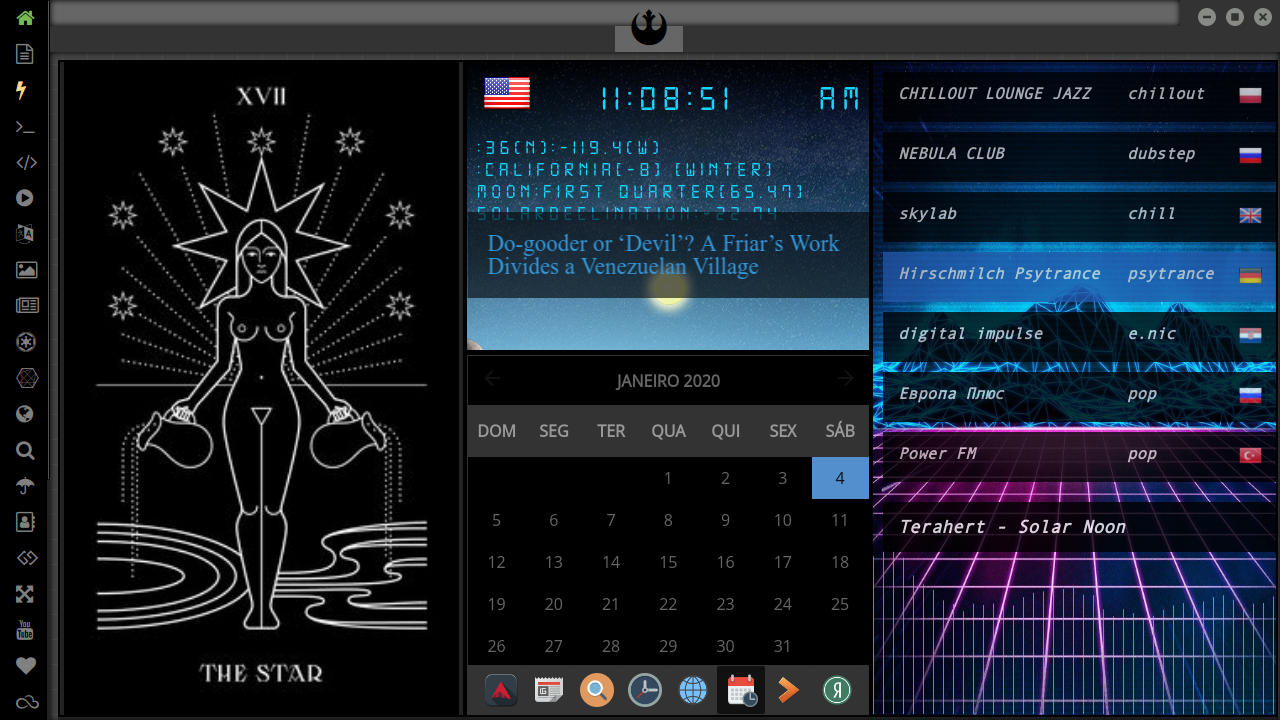 XVII
THE STAR
11:08:51 AM
:36(N):-119.4(W)
:CALIFORNIA(-8) [WINTER]
MOON:FIRST QUARTER(65.47)
SOLARDECLINATION:-22.94
Do-gooder or ‘Devil’? A Friar’s Work
Divides a Venezuelan Village
JANEIRO 2020
DOM SEG TER QUA QUI SEX SÁB
1 2 3 4
5 6 7 8 9 10 11
12 13 14 15 16 17 18
19 20 21 22 23 24 25
26 27 28 29 30 31
CHILLOUT LOUNGE JAZZ chillout
NEBULA CLUB dubstep
skylab chill
Hirschmilch Psytrance psytrance
digital impulse e.nic
Европа Плюс pop
Power FM pop
Terahert - Solar Noon